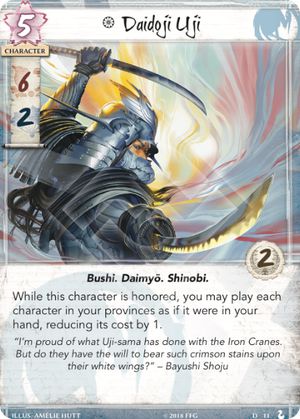 5
Daidoji Uji
CHARACTER
6
2
2
Bushi. Daimyō. Shinobi.
While this character is honored, you may play each
character in your provinces as if it were in your
hand, reducing its cost by 1.
“I’m proud of what Uji-sama has done with the Iron Cranes.
But do they have the will to bear such crimson stains upon
their white wings?” – Bayushi Shoju
ILLUS: AMÉLIE HUTT
© 2018 FFG
D 11